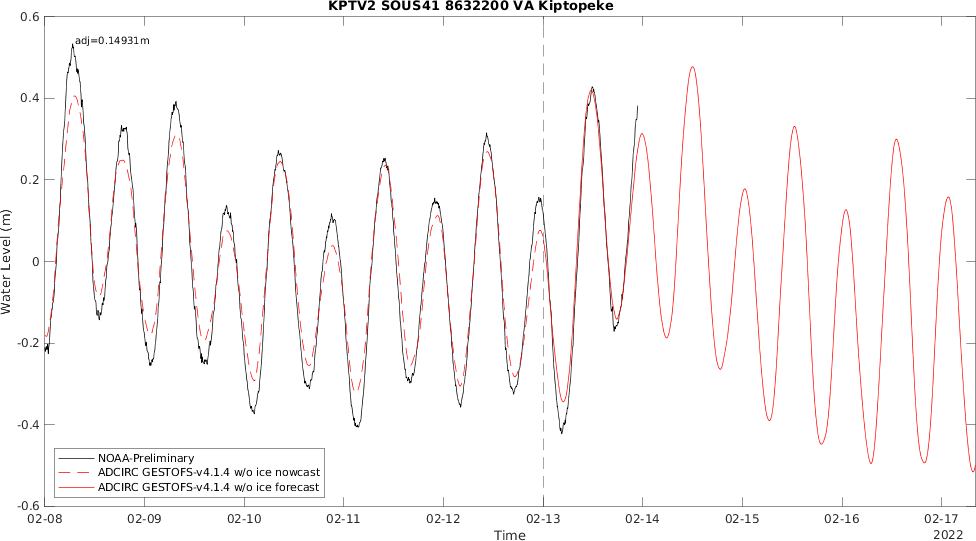 KPTV2 SOUS41 8632200 VA Kiptopeke
adj=0.14931m
0.6
0.4
0.2
0
-0.2
-0.4
-0.6
Water Level (m)
NOAA-Preliminary
ADCIRC GESTOFS-v4.1.4 w/o ice nowcast
ADCIRC GESTOFS-v4.1.4 w/o ice forecast
02-08 02-09 02-10 02-11 02-12 02-13 02-14 02-15 02-16 02-17
Time
2022